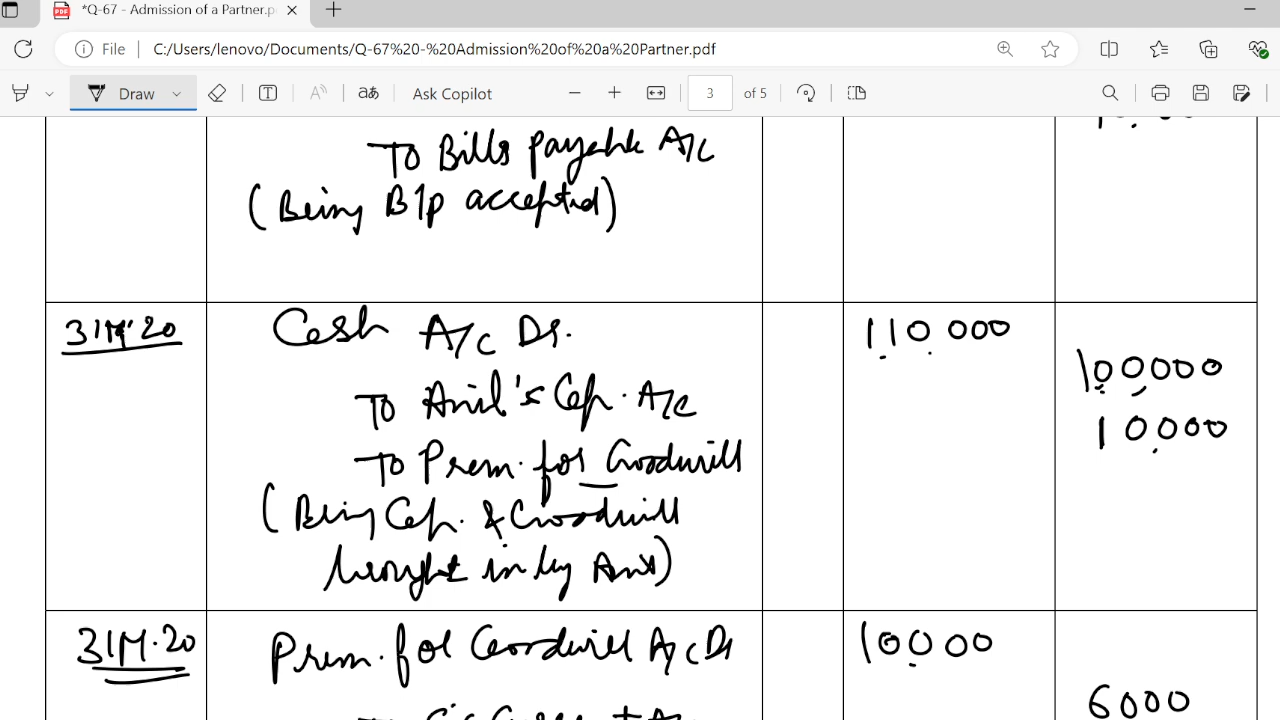 *Q-67 - Admission of a Partner.p
File C:/Users/lenovo/Documents/Q-67%20-%20Admission%20of%20a%20Partner.pdf
Draw Ask Copilot 3 of 5
To Bills payable A/c
(Being B/p accepted)
31M.20 Cash A/c Dr. 110 000
100000
To Anil's Cap. A/c
10000
To Prem. for Goodwill
(Being Cap. & Goodwill
brought in by Anil)
31M.20 Prem. for Goodwill A/c Dr 10000
6000